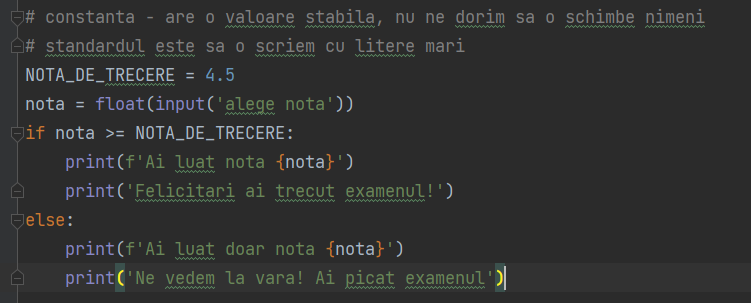 # constanta - are o valoare stabila, nu ne dorim sa o schimbe nimeni
# standardul este sa o scriem cu litere mari
NOTA_DE_TRECERE = 4.5
nota = float(input('alege nota'))
if nota >= NOTA_DE_TRECERE:
    print(f'Ai luat nota {nota}')
    print('Felicitari ai trecut examenul!')
else:
    print(f'Ai luat doar nota {nota}')
    print('Ne vedem la vara! Ai picat examenul')